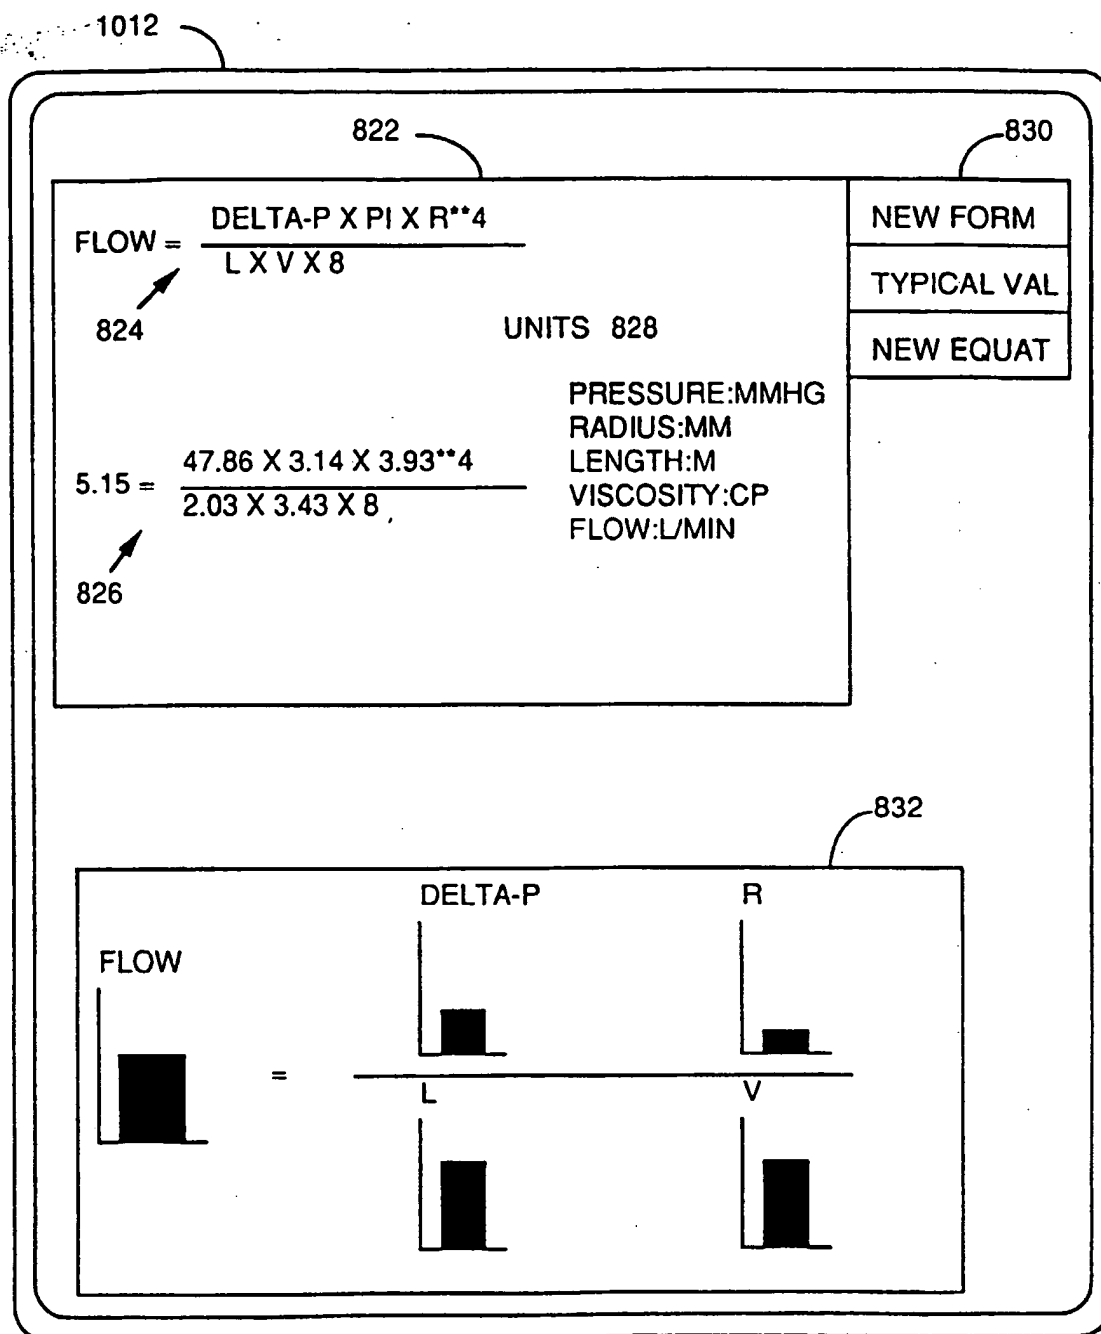 1012
822
830
FLOW = DELTA-P X PI X R**4
L X V X 8
824
NEW FORM
TYPICAL VAL
NEW EQUAT
UNITS 828
PRESSURE:MMHG
RADIUS:MM
LENGTH:M
VISCOSITY:CP
FLOW:L/MIN
5.15 = 47.86 X 3.14 X 3.93**4
2.03 X 3.43 X 8
826
832
DELTA-P R
FLOW
=
L V